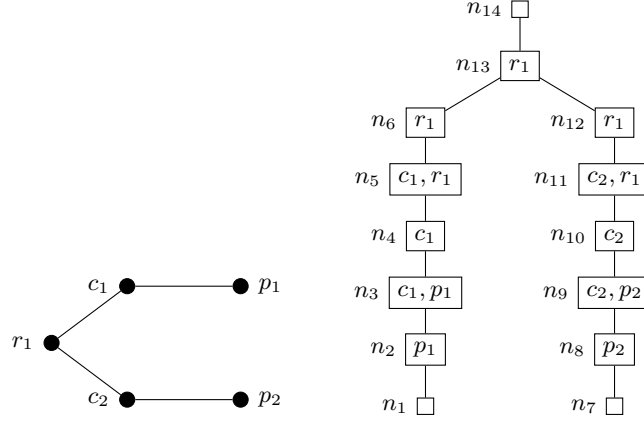 n14
n13 r1
n6 r1 n12 r1
n5 c1, r1 n11 c2, r1
n4 c1 n10 c2
c1 p1 n3 c1, p1 n9 c2, p2
r1 n2 p1 n8 p2
c2 p2 n1 n7